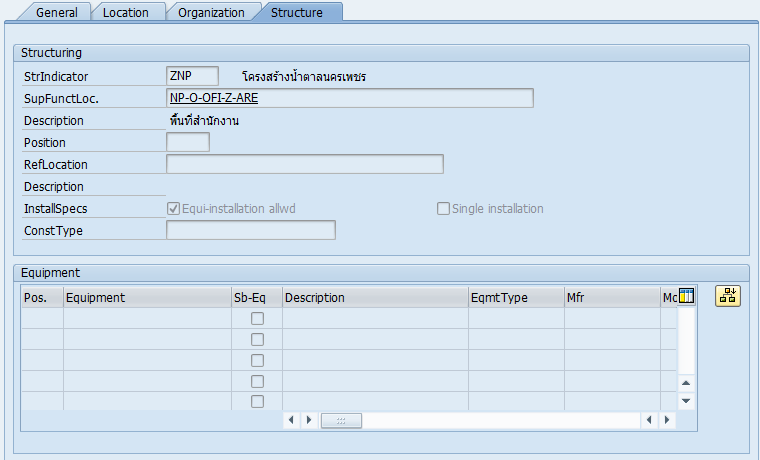 General Location Organization Structure
Structuring
StrIndicator ZNP โครงสร้างน้ำตาลนครเพชร
SupFunctLoc. NP-O-OFI-Z-ARE
Description พื้นที่สำนักงาน
Position
RefLocation
Description
InstallSpecs Equi-installation allwd Single installation
ConstType
Equipment
Pos. Equipment Sb-Eq Description EqmtType Mfr Mo